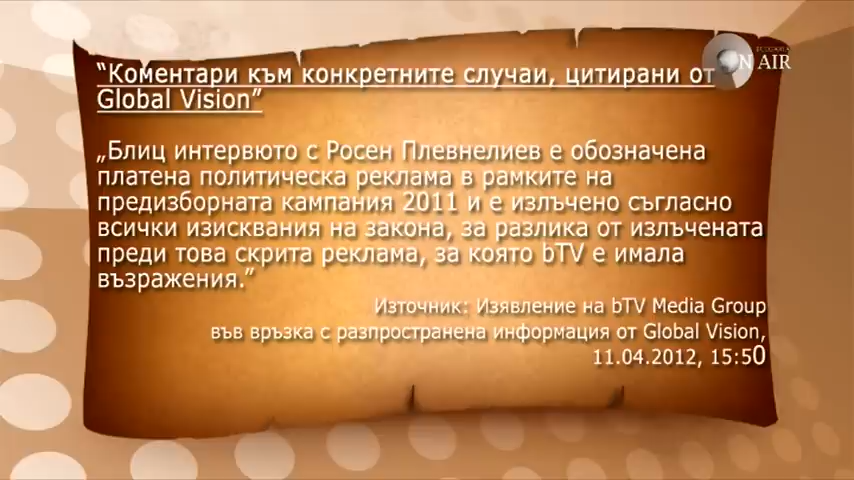 “Коментари към конкретните случаи, цитирани от
Global Vision”
„Блиц интервюто с Росен Плевнелиев е обозначена
платена политическа реклама в рамките на
предизборната кампания 2011 и е излъчено съгласно
всички изисквания на закона, за разлика от излъчената
преди това скрита реклама, за която bTV е имала
възражения.”
Източник: Изявление на bTV Media Group
във връзка с разпространена информация от Global Vision,
11.04.2012, 15:50
BULGARIA
ON AIR